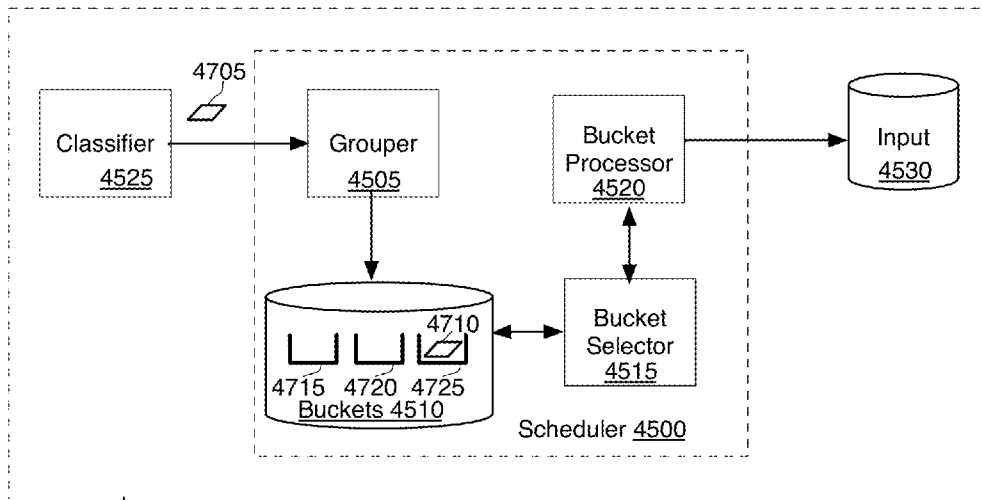 4705
Classifier
4525
Grouper
4505
Bucket
Processor
4520
Input
4530
4710
4715 4720 4725
Buckets 4510
Bucket
Selector
4515
Scheduler 4500